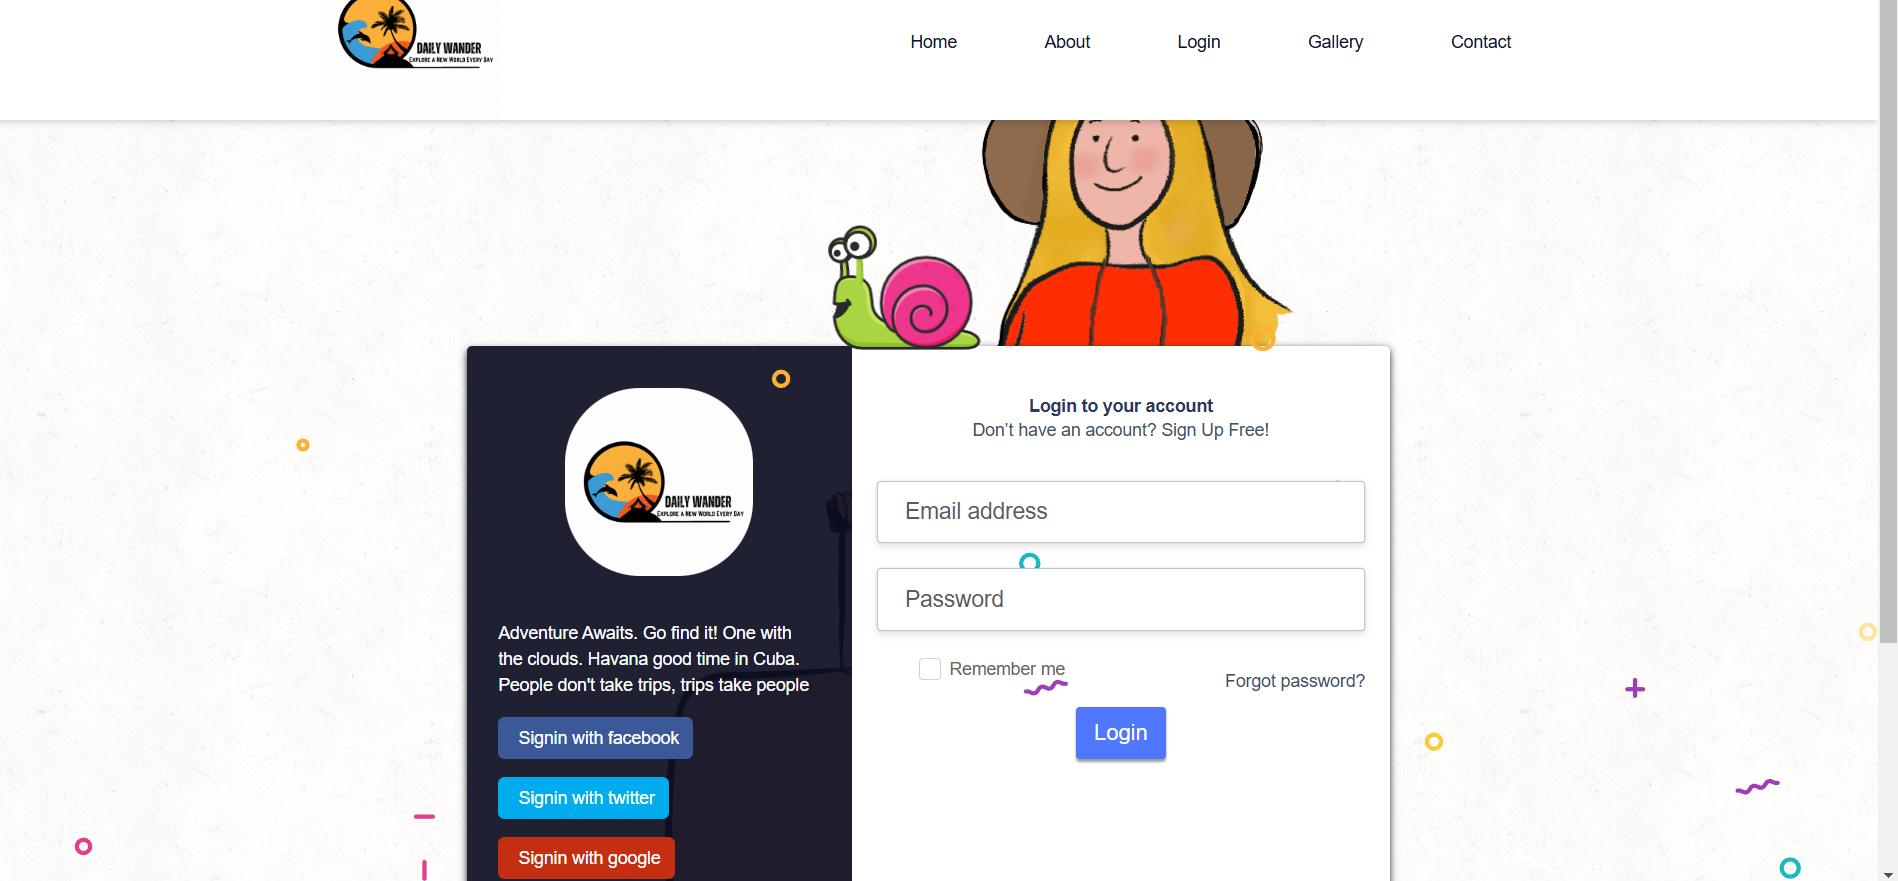 DAILY WANDER
EXPLORE A NEW WORLD EVERY DAY
Home About Login Gallery Contact
DAILY WANDER
EXPLORE A NEW WORLD EVERY DAY
Adventure Awaits. Go find it! One with
the clouds. Havana good time in Cuba.
People don't take trips, trips take people
Signin with facebook
Signin with twitter
Signin with google
Login to your account
Don’t have an account? Sign Up Free!
Email address
Password
Remember me
Forgot password?
Login